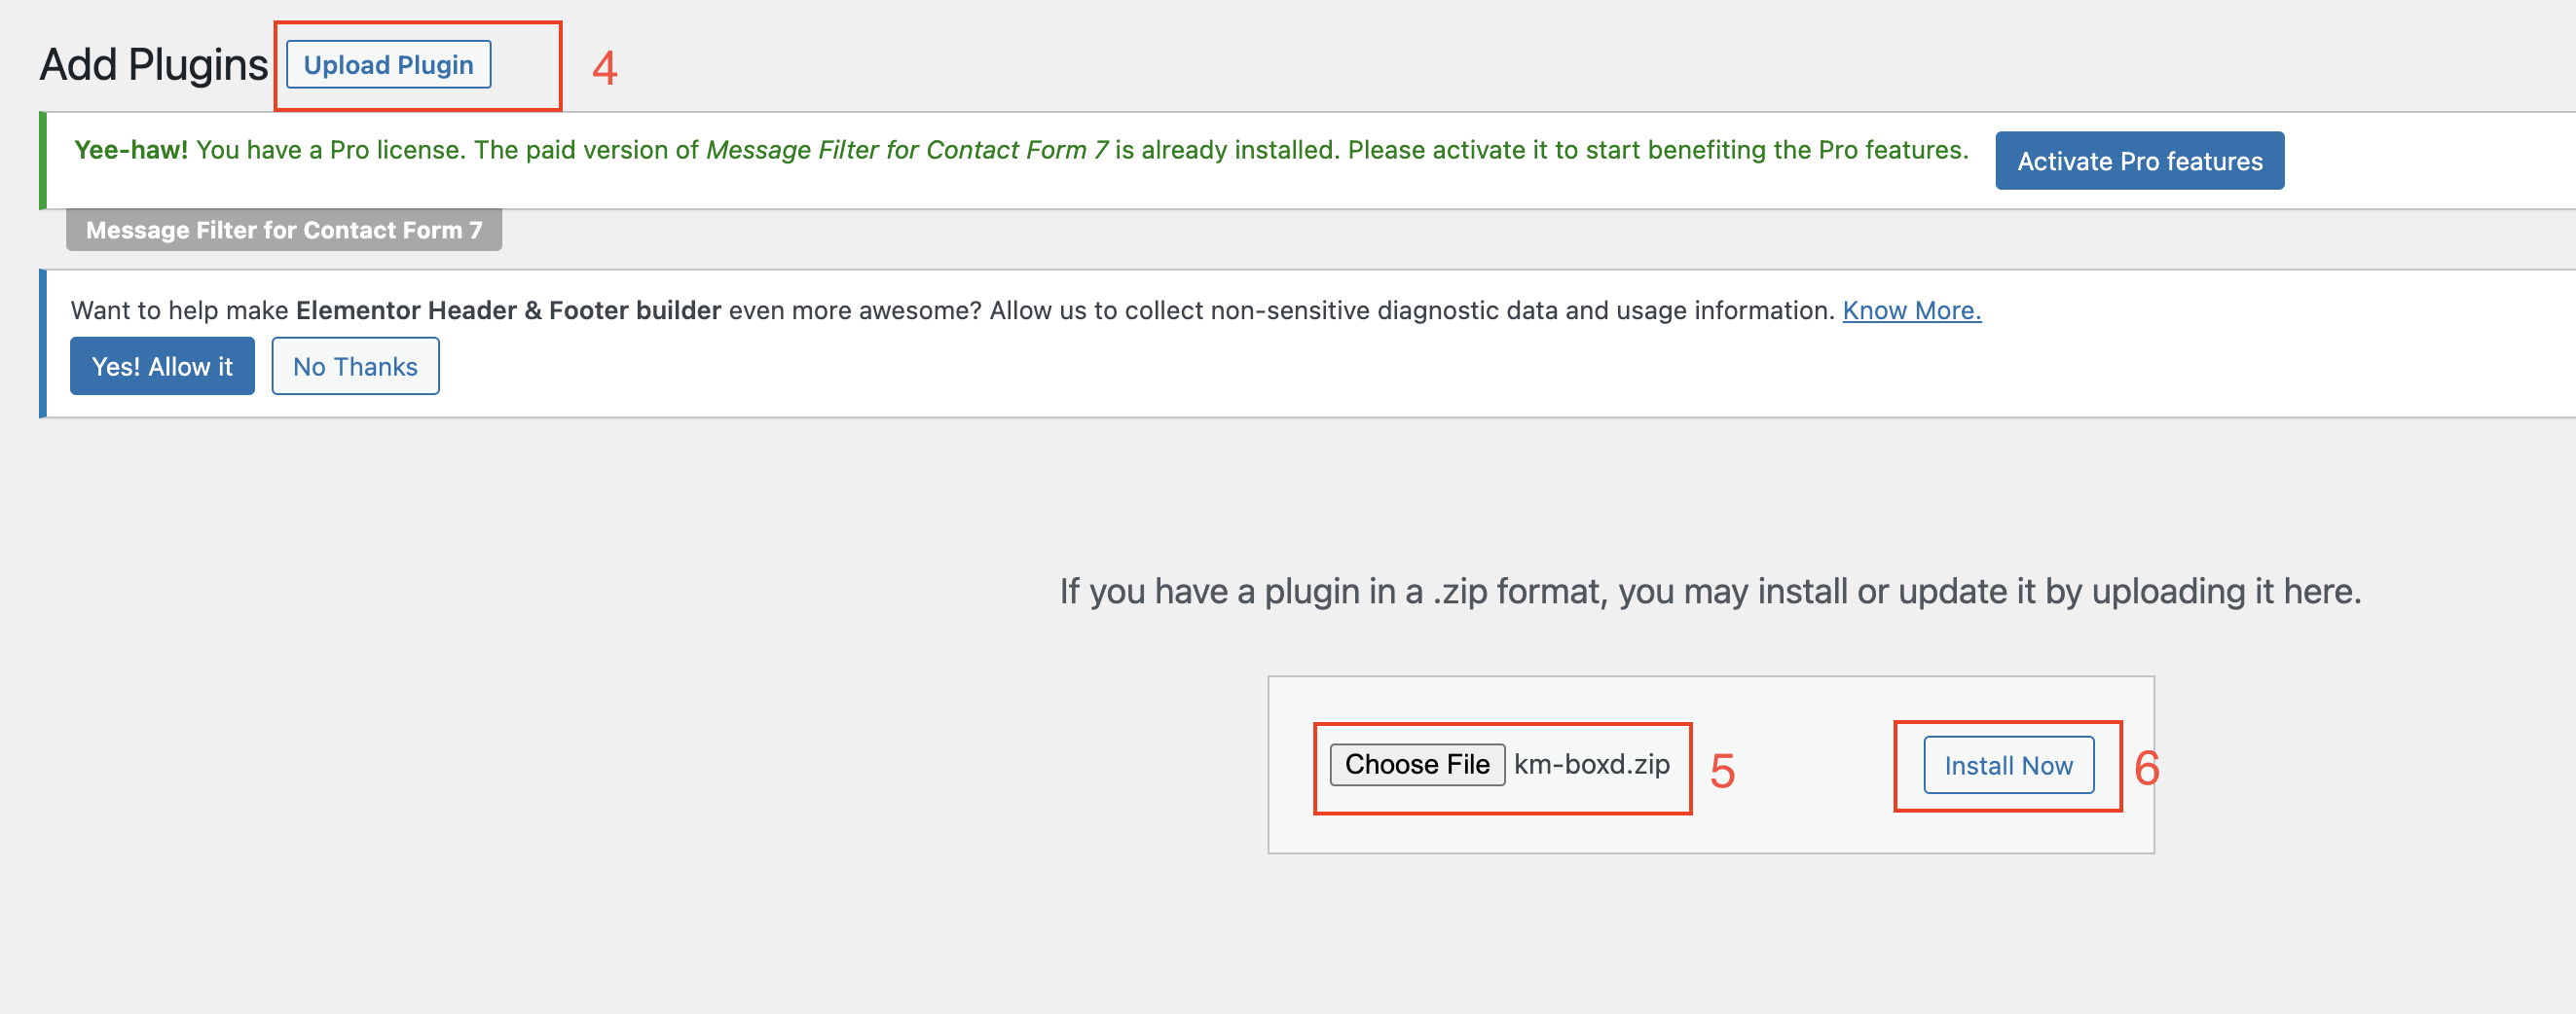 Add Plugins Upload Plugin 4
Yee-haw! You have a Pro license. The paid version of Message Filter for Contact Form 7 is already installed. Please activate it to start benefiting the Pro features. Activate Pro features
Message Filter for Contact Form 7
Want to help make Elementor Header & Footer builder even more awesome? Allow us to collect non-sensitive diagnostic data and usage information. Know More.
Yes! Allow it No Thanks
If you have a plugin in a .zip format, you may install or update it by uploading it here.
Choose File km-boxd.zip 5 Install Now 6